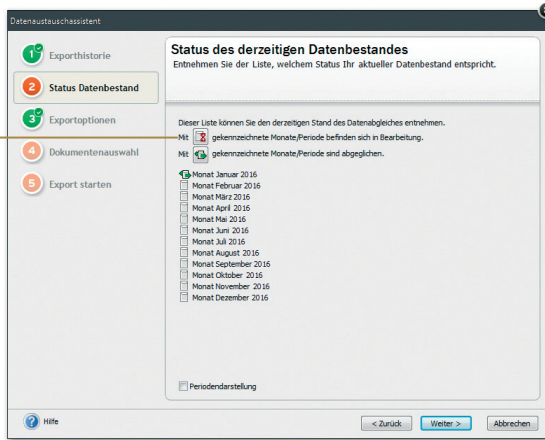 Datenaustauschassistent
1 Exporthistorie
2 Status Datenbestand
3 Exportoptionen
4 Dokumentenauswahl
5 Export starten
Status des derzeitigen Datenbestandes
Entnehmen Sie der Liste, welchem Status Ihr aktueller Datenbestand entspricht.
Dieser Liste können Sie den derzeitigen Stand des Datenabgleiches entnehmen.
Mit gekennzeichnete Monate/Periode befinden sich in Bearbeitung.
Mit gekennzeichnete Monate/Periode sind abgeglichen.
Monat Januar 2016
Monat Februar 2016
Monat März 2016
Monat April 2016
Monat Mai 2016
Monat Juni 2016
Monat Juli 2016
Monat August 2016
Monat September 2016
Monat Oktober 2016
Monat November 2016
Monat Dezember 2016
Periodendarstellung
Hilfe
< Zurück Weiter > Abbrechen